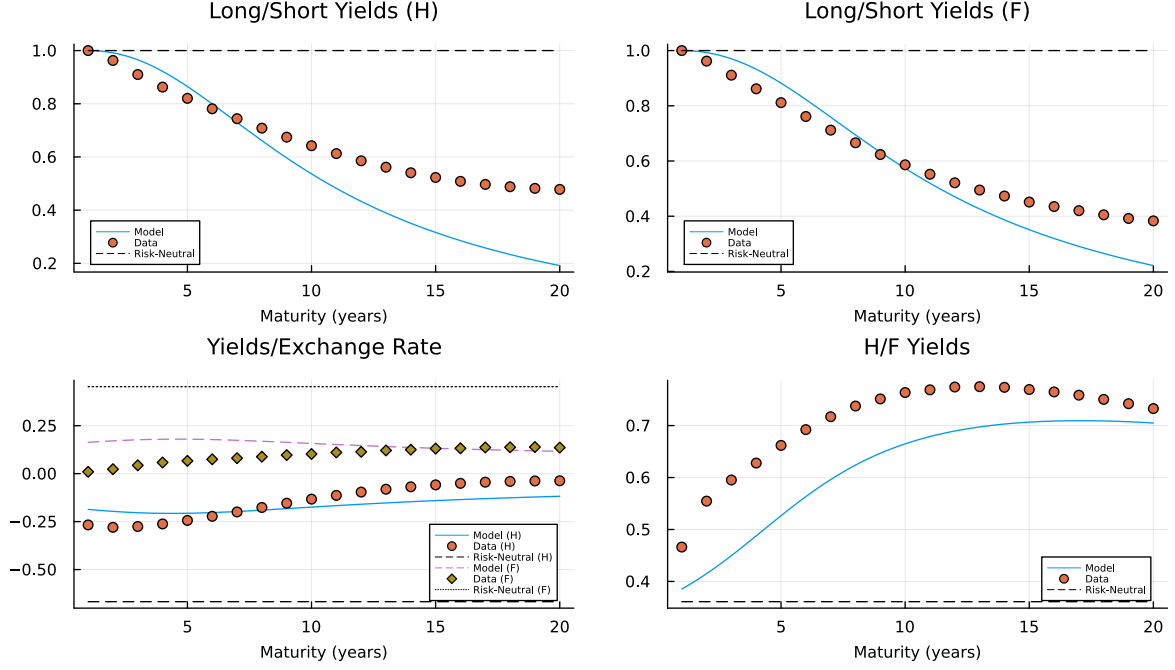 Long/Short Yields (H)
1.0
0.8
0.6
0.4
0.2
Model
Data
Risk-Neutral
5 10 15 20
Maturity (years)
Long/Short Yields (F)
1.0
0.8
0.6
0.4
0.2
Model
Data
Risk-Neutral
5 10 15 20
Maturity (years)
Yields/Exchange Rate
0.25
0.00
−0.25
−0.50
Model (H)
Data (H)
Risk-Neutral (H)
Model (F)
Data (F)
Risk-Neutral (F)
5 10 15 20
Maturity (years)
H/F Yields
0.7
0.6
0.5
0.4
Model
Data
Risk-Neutral
5 10 15 20
Maturity (years)